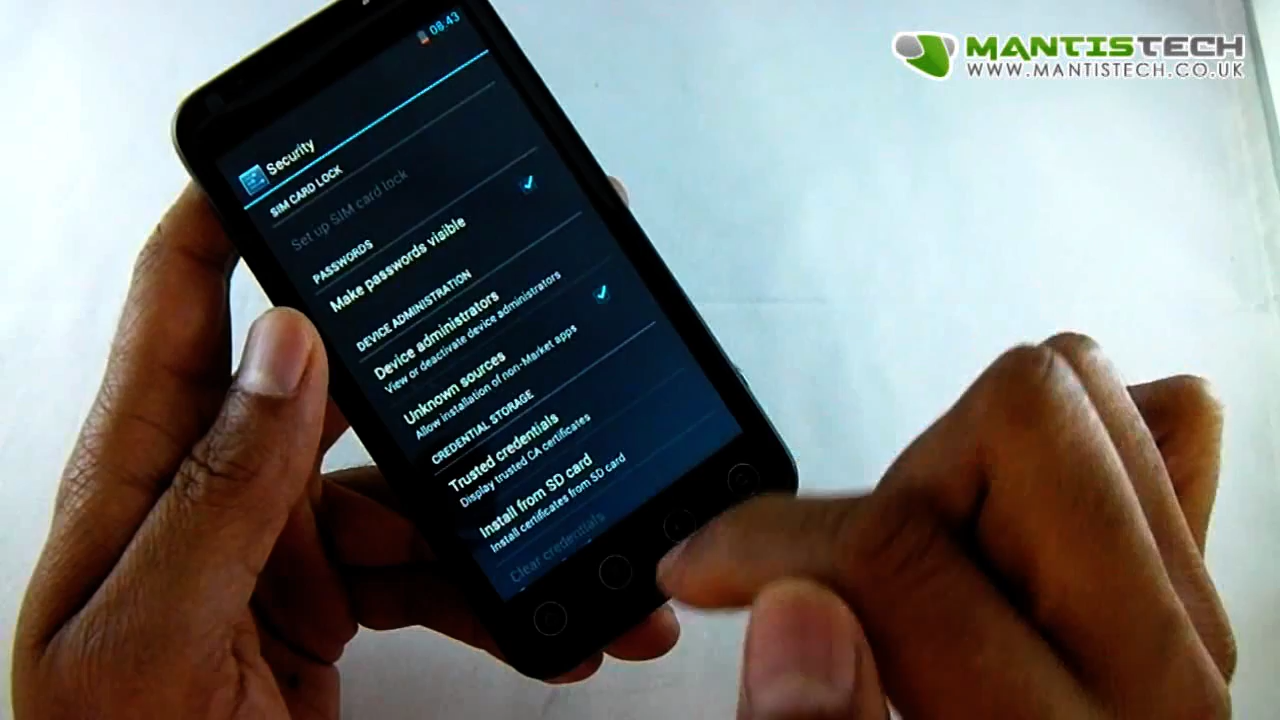 MANTISTECH
WWW.MANTISTECH.CO.UK
08:43
Security
SIM CARD LOCK
Set up SIM card lock
PASSWORDS
Make passwords visible
DEVICE ADMINISTRATION
Device administrators
View or deactivate device administrators
Unknown sources
Allow installation of non-Market apps
CREDENTIAL STORAGE
Trusted credentials
Display trusted CA certificates
Install from SD card
Install certificates from SD card
Clear credentials